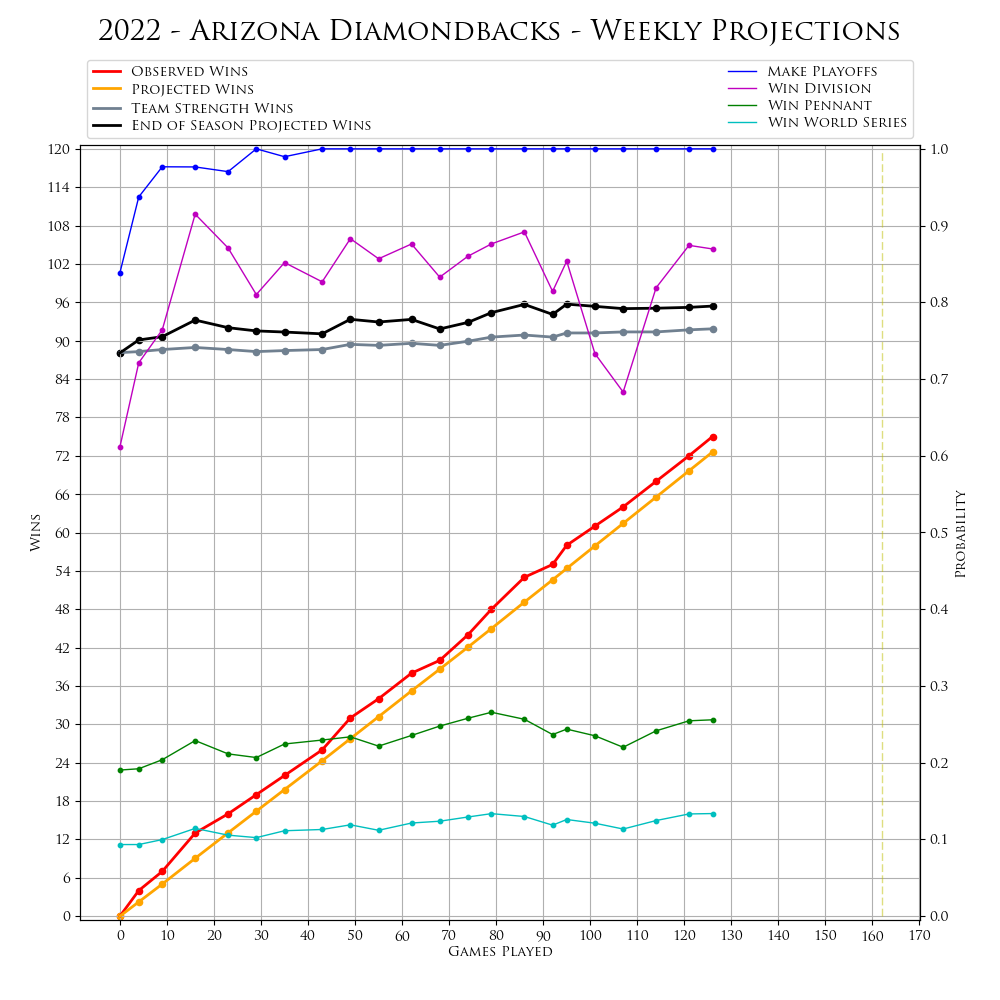 2022 - Arizona Diamondbacks - Weekly Projections
Observed Wins
Projected Wins
Team Strength Wins
End of Season Projected Wins
Make Playoffs
Win Division
Win Pennant
Win World Series
120
114
108
102
96
90
84
78
72
66
60
54
48
42
36
30
24
18
12
6
0
Wins
1.0
0.9
0.8
0.7
0.6
0.5
0.4
0.3
0.2
0.1
0.0
Probability
0 10 20 30 40 50 60 70 80 90 100 110 120 130 140 150 160 170
Games Played